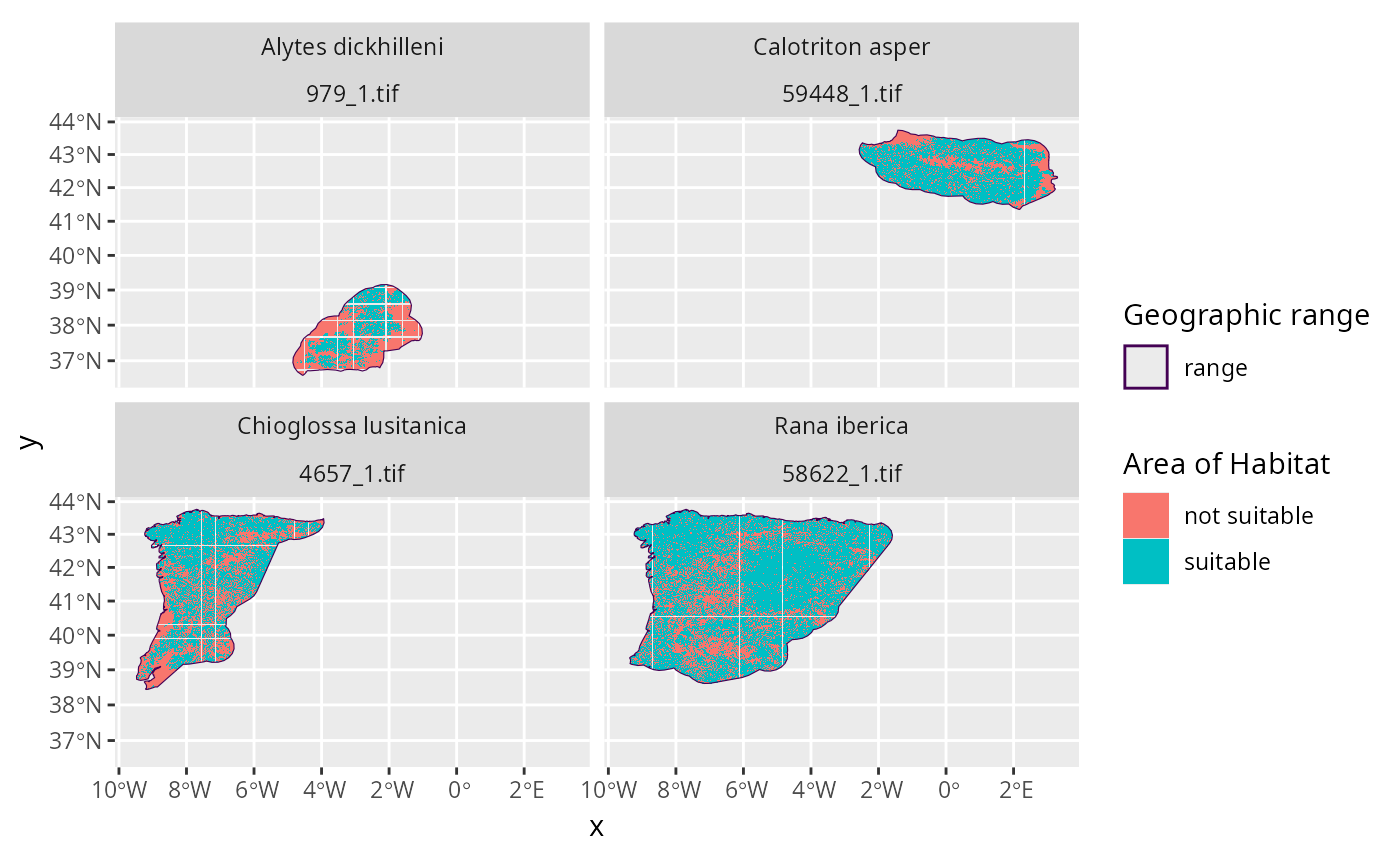 Alytes dickhilleni
979_1.tif
Calotriton asper
59448_1.tif
44°N
43°N
42°N
41°N
40°N
39°N
38°N
37°N
Chioglossa lusitanica
4657_1.tif
Rana iberica
58622_1.tif
44°N
43°N
42°N
41°N
40°N
39°N
38°N
37°N
10°W 8°W 6°W 4°W 2°W 0° 2°E
10°W 8°W 6°W 4°W 2°W 0° 2°E
x
y
Geographic range
range
Area of Habitat
not suitable
suitable